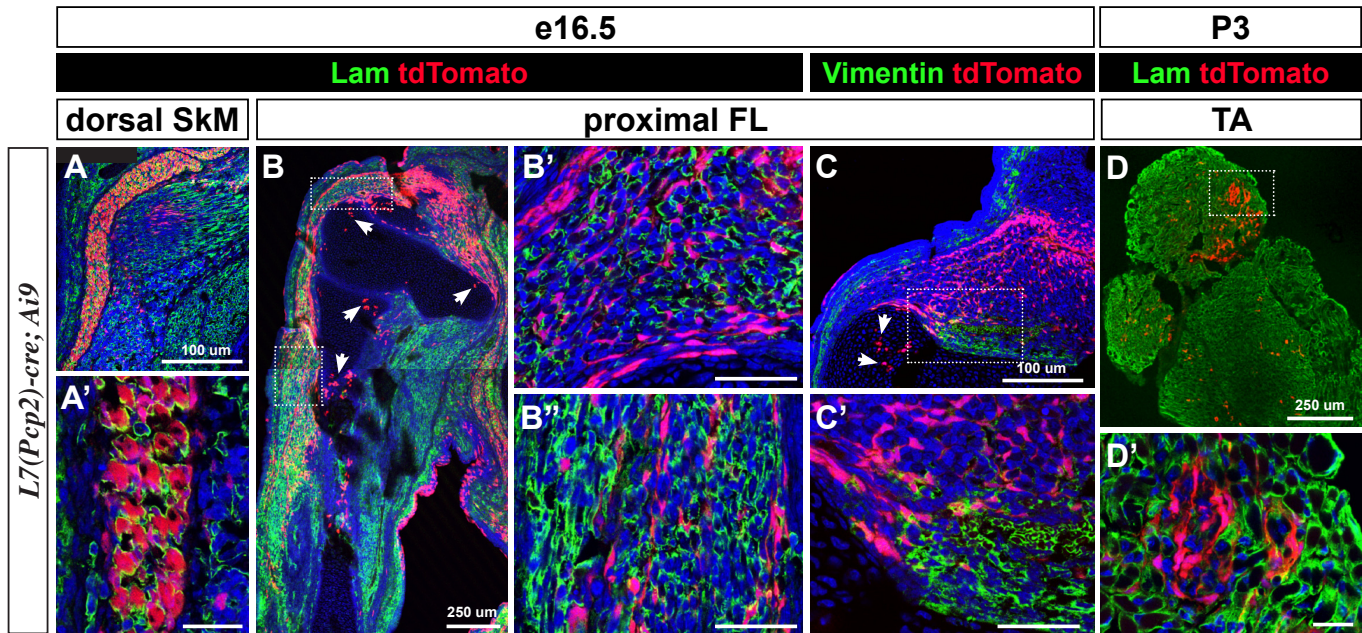 e16.5
P3
Lam tdTomato
Vimentin tdTomato
Lam tdTomato
dorsal SkM
proximal FL
TA
L7(Pcp2)-cre; Ai9
A
100 um
B
250 um
B’
C
100 um
D
250 um
A’
B”
C’
D’